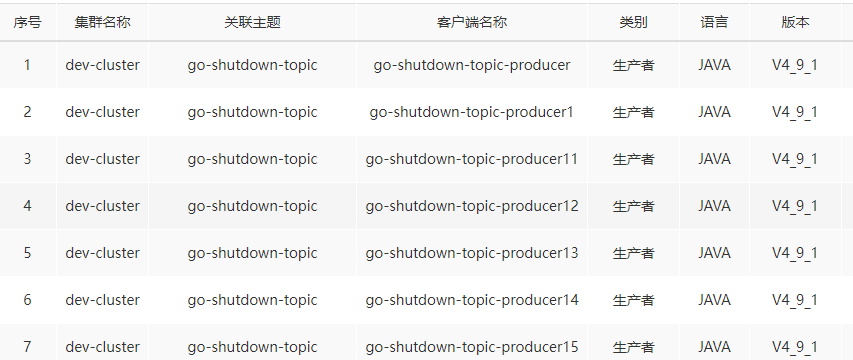 序号 集群名称 关联主题 客户端名称 类别 语言 版本
1 dev-cluster go-shutdown-topic go-shutdown-topic-producer 生产者 JAVA V4_9_1
2 dev-cluster go-shutdown-topic go-shutdown-topic-producer1 生产者 JAVA V4_9_1
3 dev-cluster go-shutdown-topic go-shutdown-topic-producer11 生产者 JAVA V4_9_1
4 dev-cluster go-shutdown-topic go-shutdown-topic-producer12 生产者 JAVA V4_9_1
5 dev-cluster go-shutdown-topic go-shutdown-topic-producer13 生产者 JAVA V4_9_1
6 dev-cluster go-shutdown-topic go-shutdown-topic-producer14 生产者 JAVA V4_9_1
7 dev-cluster go-shutdown-topic go-shutdown-topic-producer15 生产者 JAVA V4_9_1